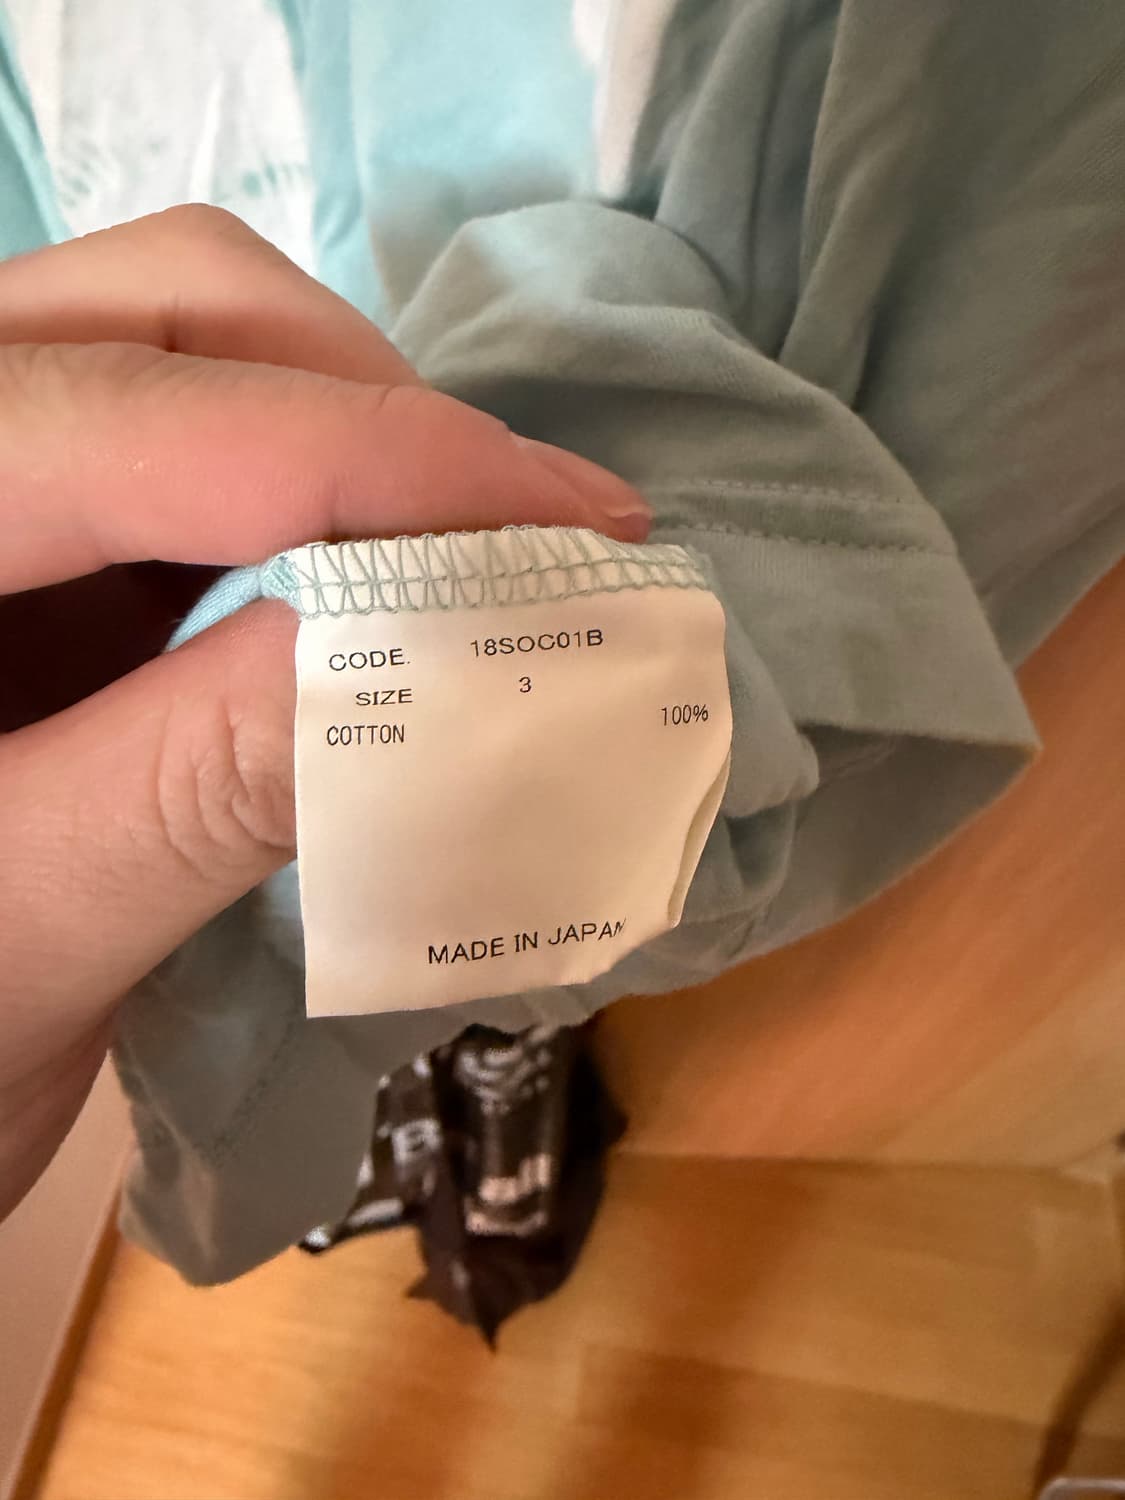 CODE. 18SOC01B
SIZE 3
COTTON 100%
MADE IN JAPAN